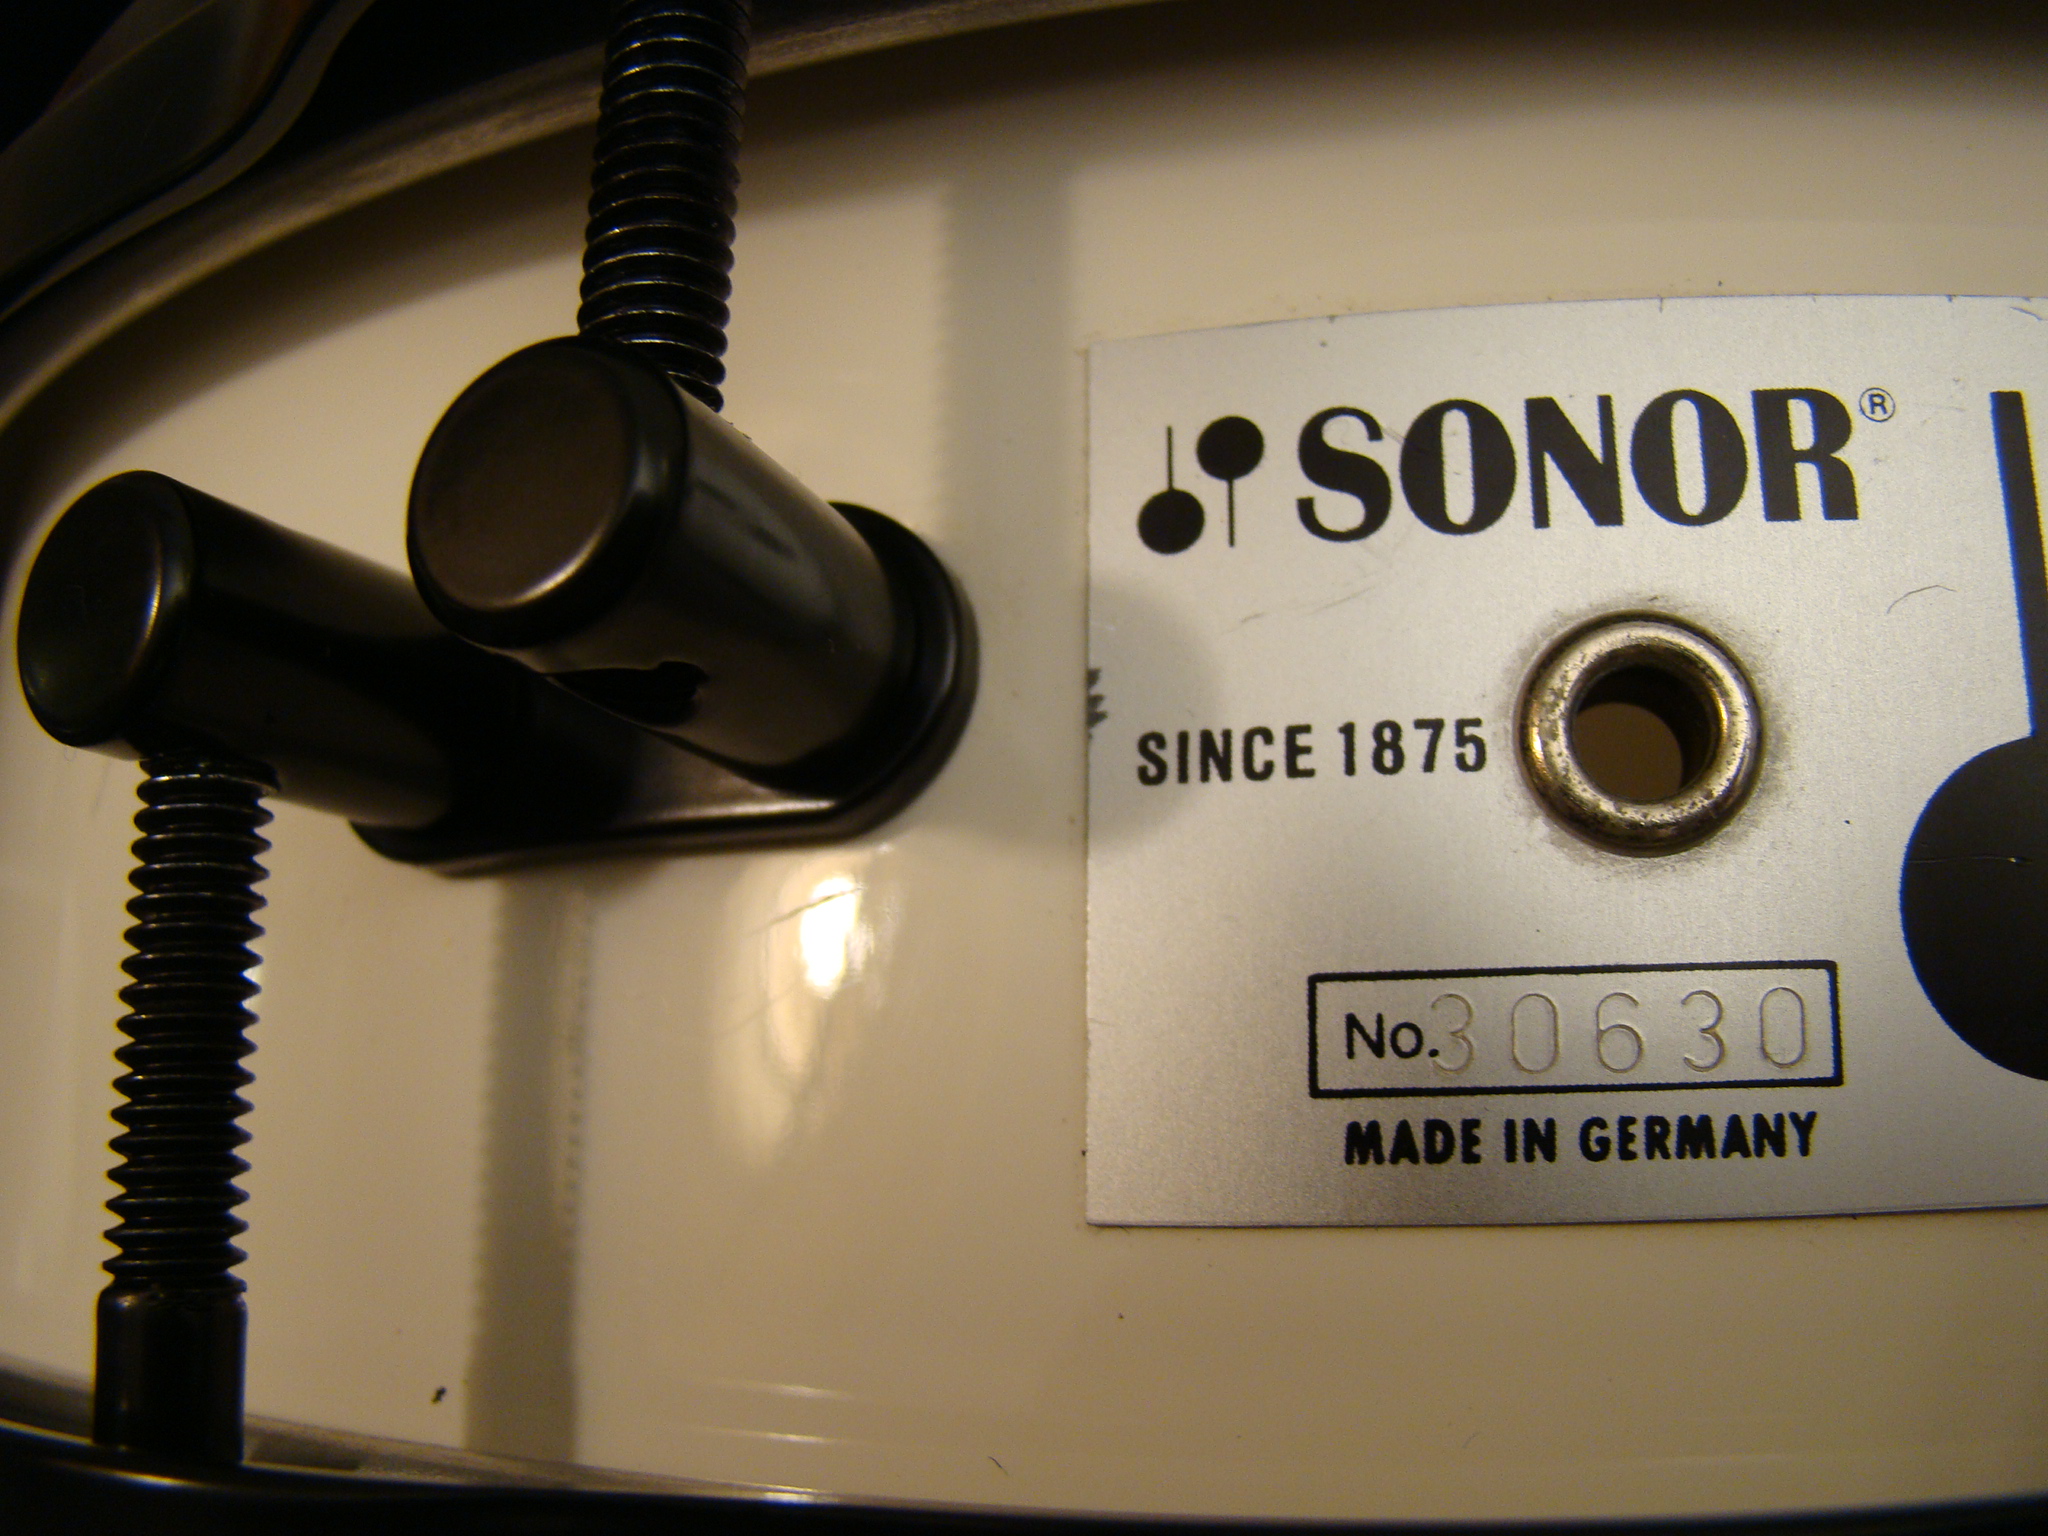 SONOR®
SINCE 1875
No. 30630
MADE IN GERMANY